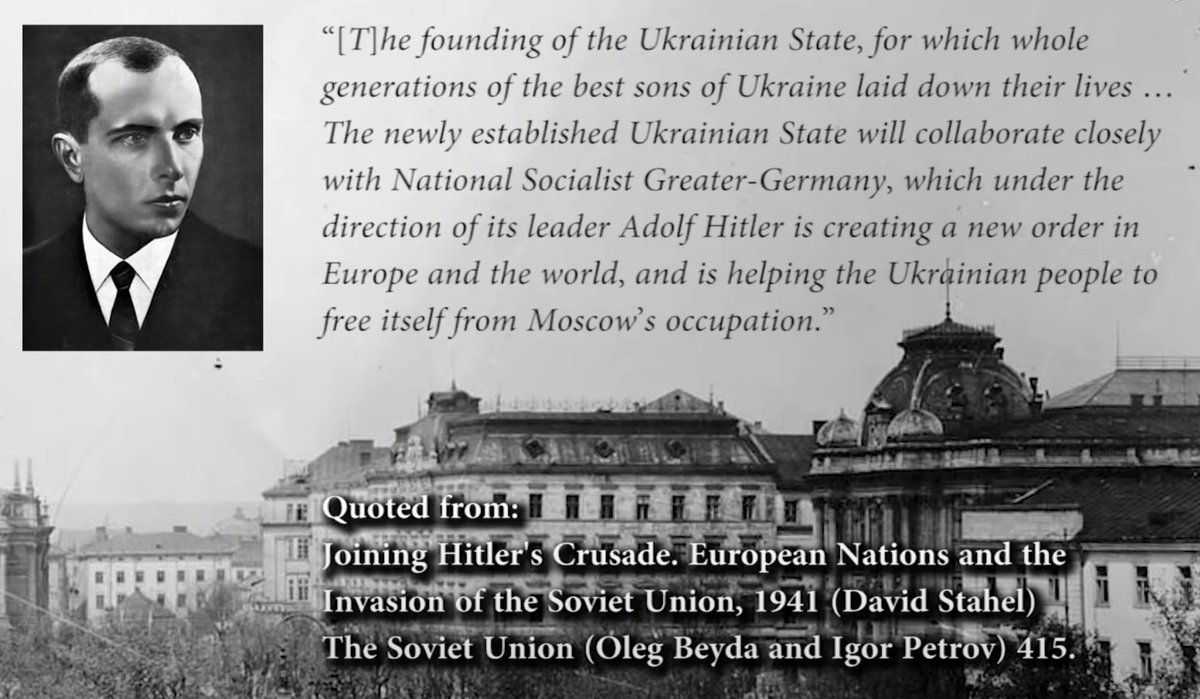 “[T]he founding of the Ukrainian State, for which whole
generations of the best sons of Ukraine laid down their lives …
The newly established Ukrainian State will collaborate closely
with National Socialist Greater-Germany, which under the
direction of its leader Adolf Hitler is creating a new order in
Europe and the world, and is helping the Ukrainian people to
free itself from Moscow’s occupation.”
Quoted from:
Joining Hitler's Crusade. European Nations and the
Invasion of the Soviet Union, 1941 (David Stahel)
The Soviet Union (Oleg Beyda and Igor Petrov) 415.